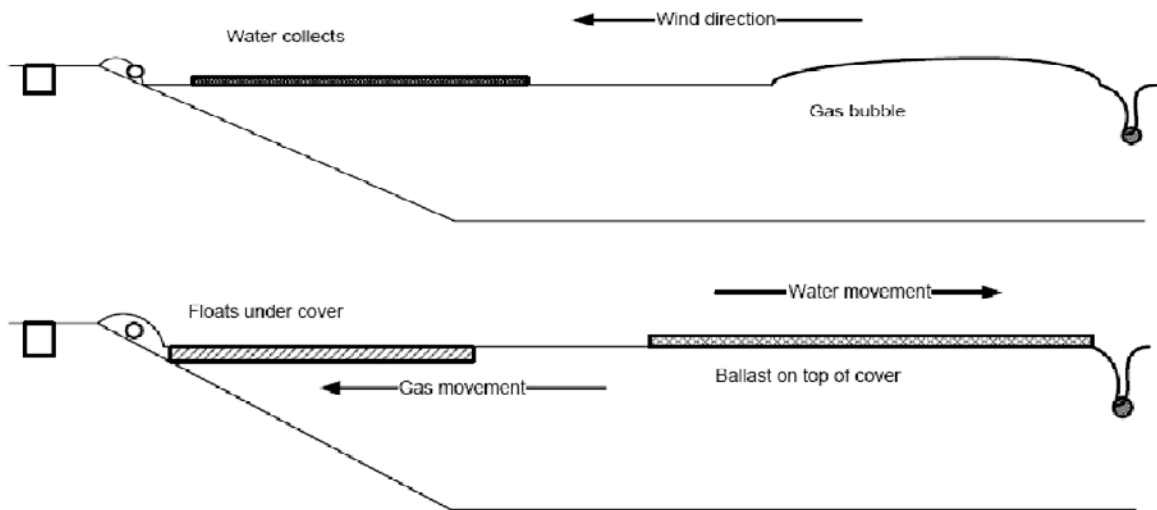 Wind direction
Water collects
Gas bubble
Water movement
Floats under cover
Gas movement
Ballast on top of cover